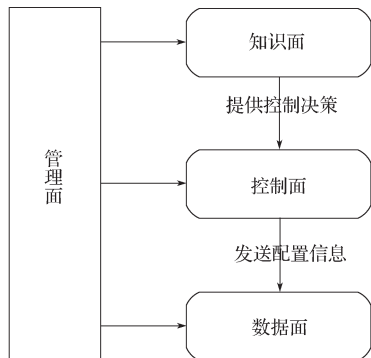 知识面
提供控制决策
管理面
控制面
发送配置信息
数据面